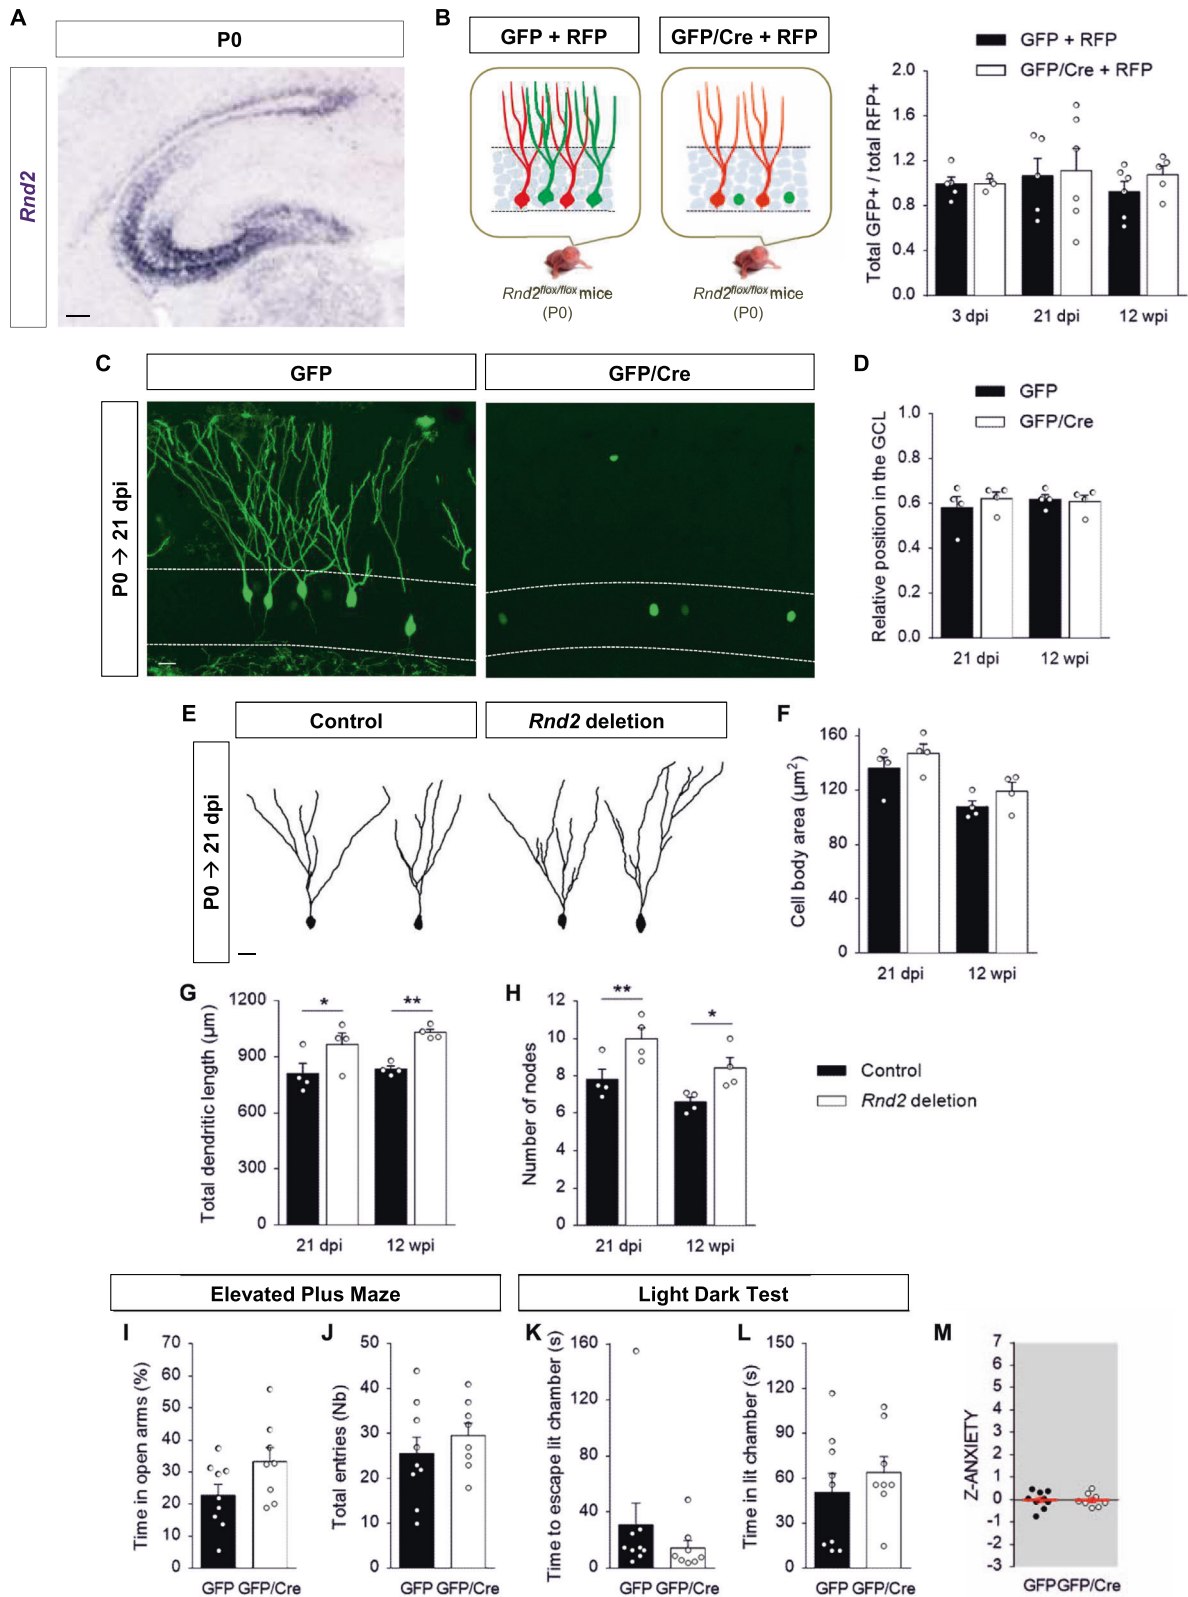 A
P0
Rnd2
B
GFP + RFP
GFP/Cre + RFP
Rnd2flox/flox mice
(P0)
Rnd2flox/flox mice
(P0)
GFP + RFP
GFP/Cre + RFP
Total GFP+ / total RFP+
2.0
1.6
1.2
0.8
0.4
0.0
3 dpi 21 dpi 12 wpi
C
GFP
GFP/Cre
P0 → 21 dpi
D
GFP
GFP/Cre
Relative position in the GCL
1.0
0.8
0.6
0.4
0.2
0.0
21 dpi 12 wpi
E
Control
Rnd2 deletion
P0 → 21 dpi
F
Cell body area (µm²)
160
120
80
40
0
21 dpi 12 wpi
G
Total dendritic length (µm)
1200
900
600
300
0
* **
21 dpi 12 wpi
H
Number of nodes
12
10
8
6
4
2
0
** *
21 dpi 12 wpi
Control
Rnd2 deletion
Elevated Plus Maze
Light Dark Test
I
Time in open arms (%)
70
60
50
40
30
20
10
0
GFP GFP/Cre
J
Total entries (Nb)
50
40
30
20
10
0
GFP GFP/Cre
K
Time to escape lit chamber (s)
160
120
80
40
0
GFP GFP/Cre
L
Time in lit chamber (s)
150
120
90
60
30
0
GFP GFP/Cre
M
Z-ANXIETY
7
6
5
4
3
2
1
0
-1
-2
-3
GFP GFP/Cre